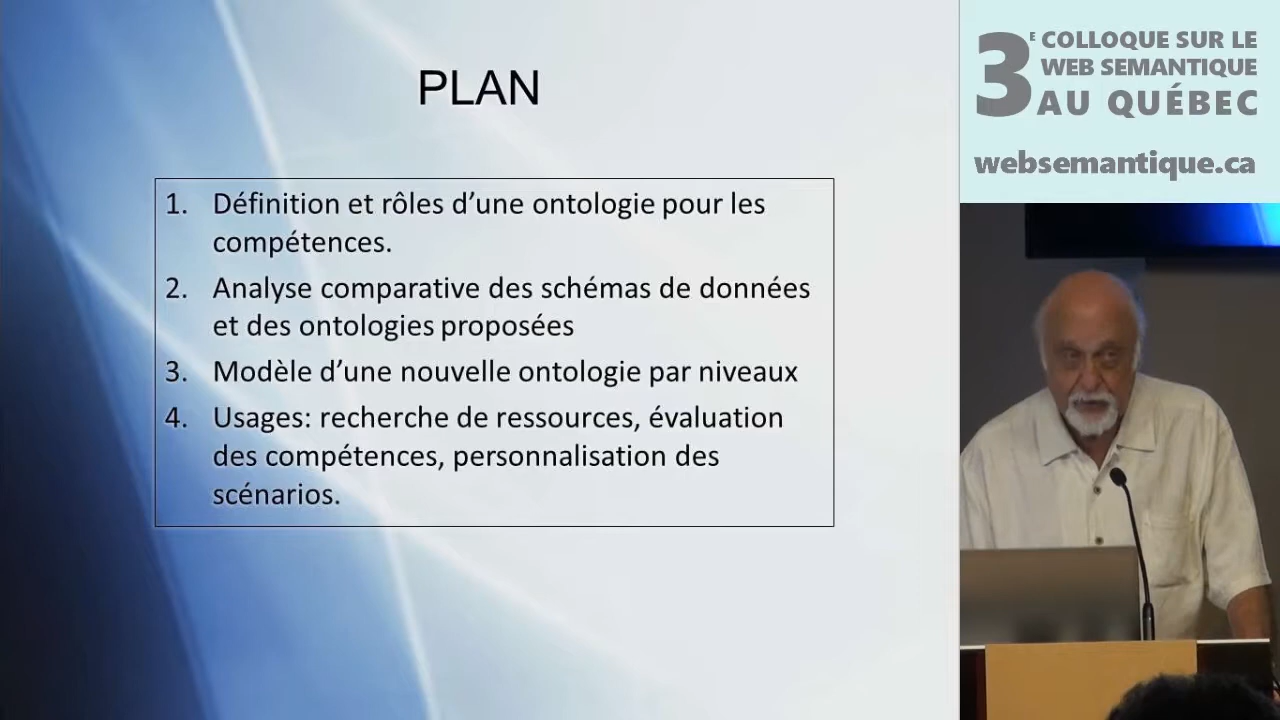 PLAN
1. Définition et rôles d’une ontologie pour les
compétences.
2. Analyse comparative des schémas de données
et des ontologies proposées
3. Modèle d’une nouvelle ontologie par niveaux
4. Usages: recherche de ressources, évaluation
des compétences, personnalisation des
scénarios.
3E COLLOQUE SUR LE
WEB SEMANTIQUE
AU QUÉBEC
websemantique.ca